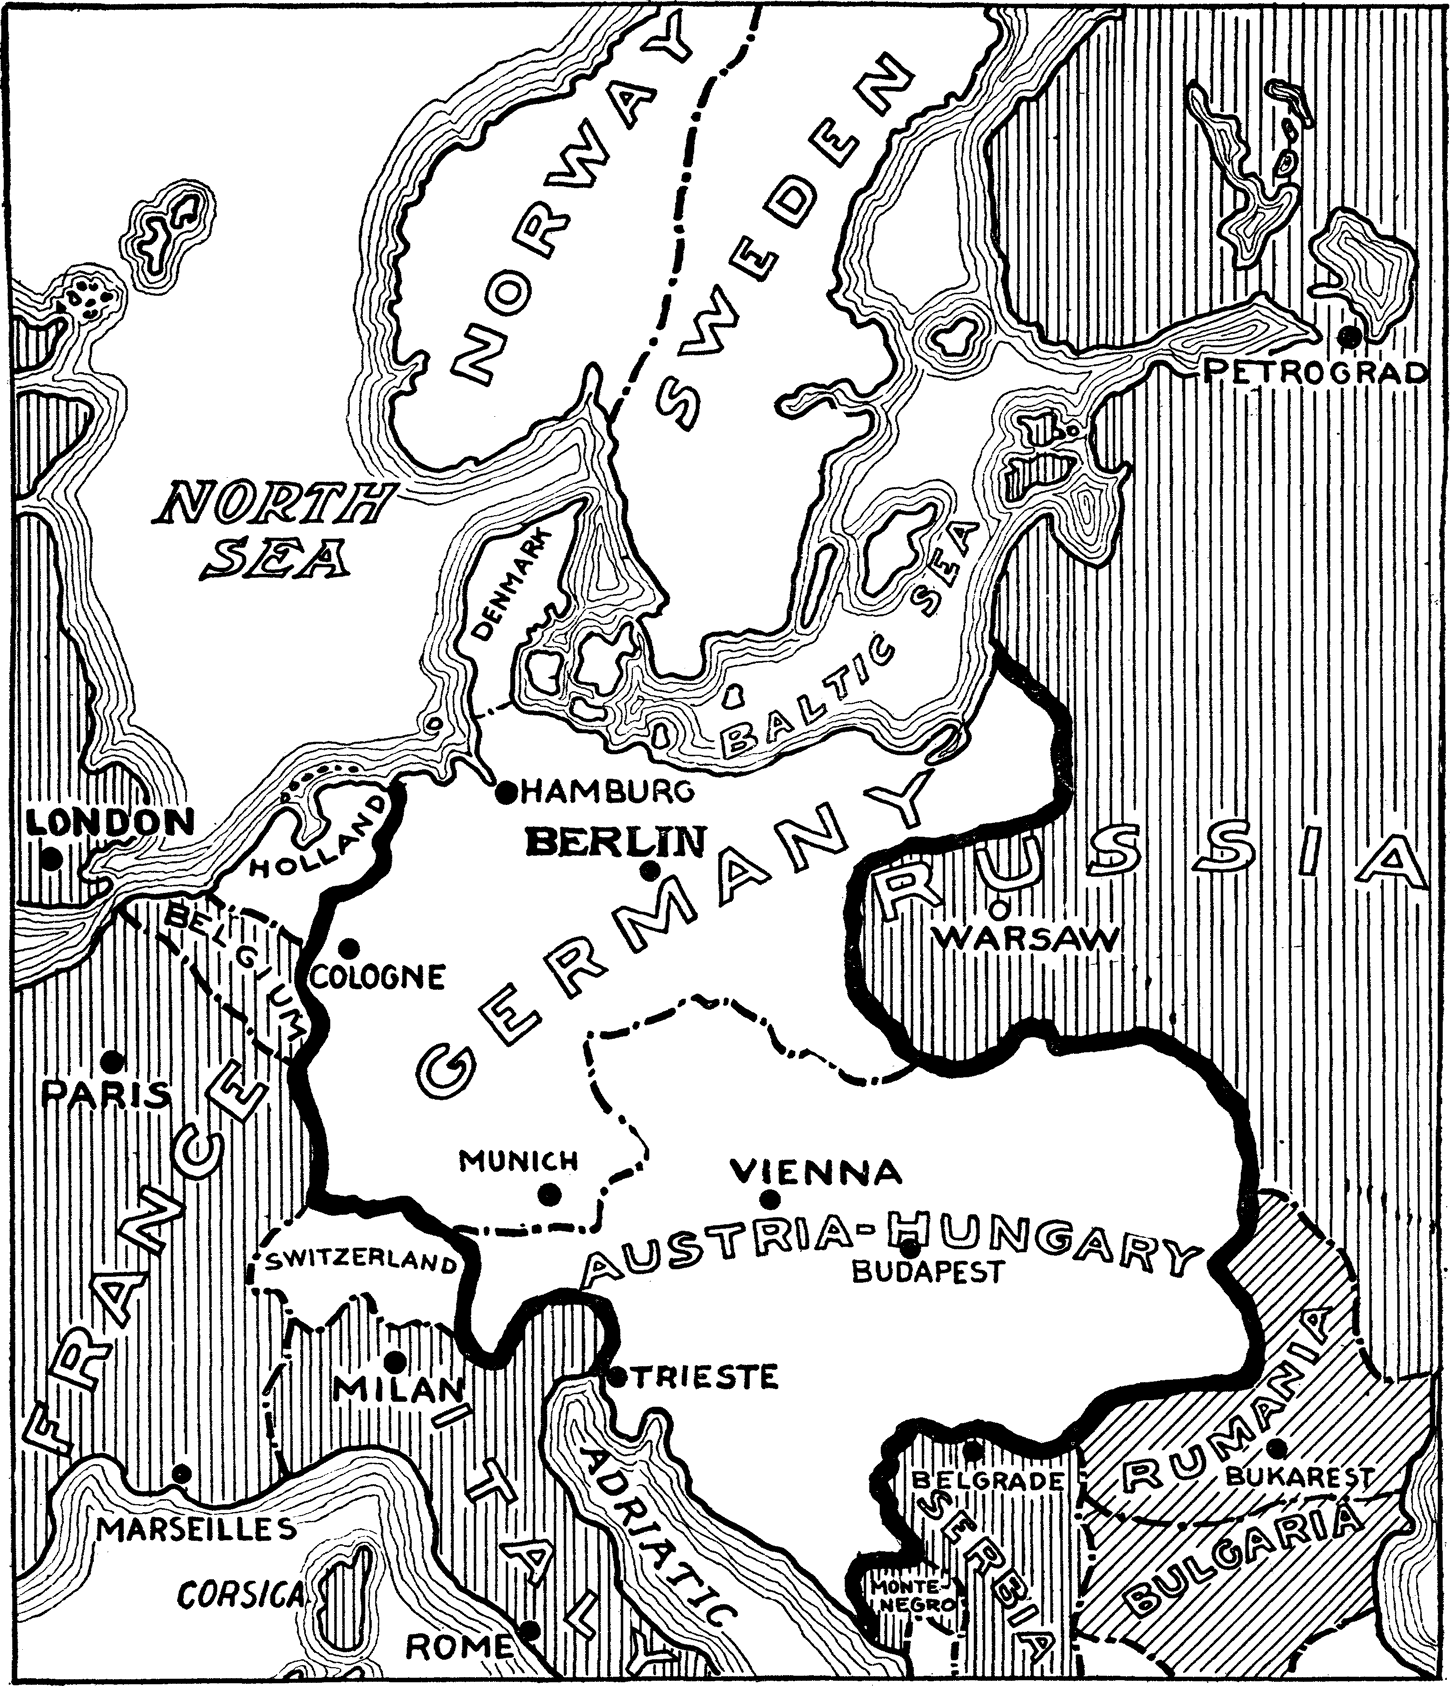 NORWAY
SWEDEN
PETROGRAD
NORTH
SEA
DENMARK
BALTIC SEA
HAMBURG
LONDON
BERLIN
HOLLAND
GERMANY
RUSSIA
BELGIUM
WARSAW
COLOGNE
PARIS
FRANCE
MUNICH
VIENNA
AUSTRIA-HUNGARY
SWITZERLAND
BUDAPEST
TRIESTE
MILAN
ITALY
RUMANIA
ADRIATIC
BELGRADE
BUKAREST
SERBIA
BULGARIA
MARSEILLES
CORSICA
MONTE-
NEGRO
ROME